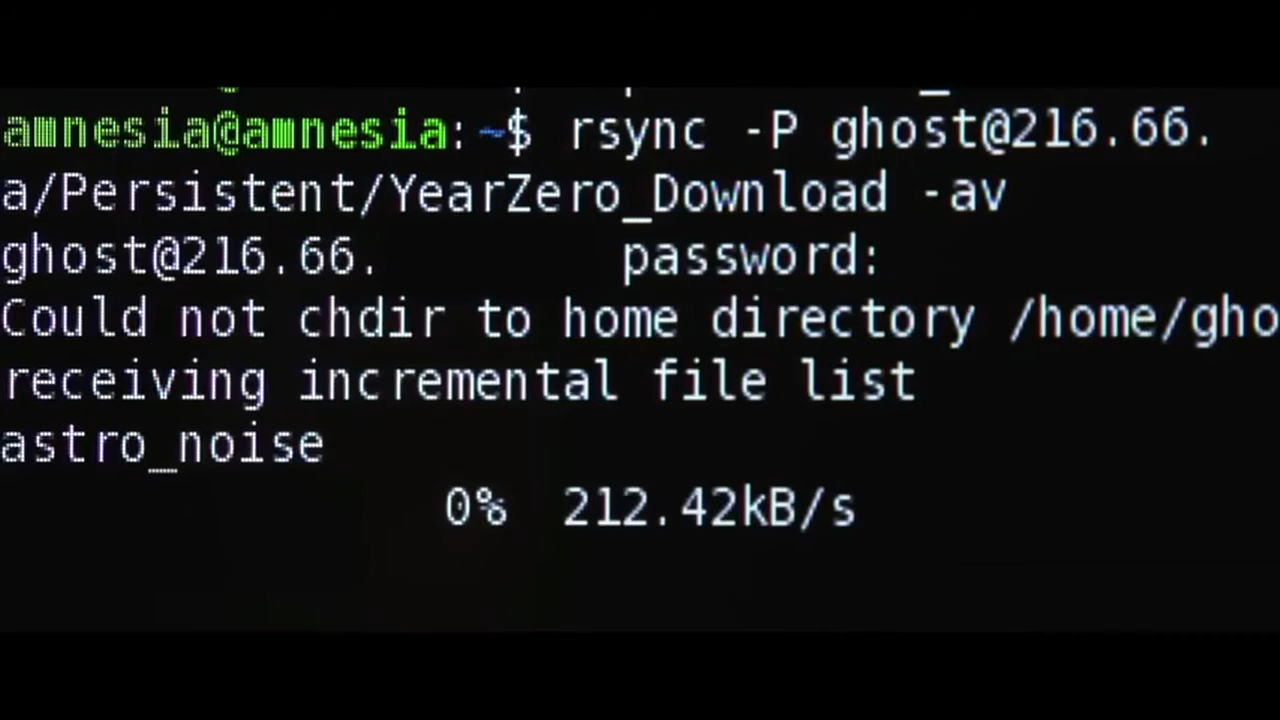 amnesia@amnesia:~$ rsync -P ghost@216.66.
a/Persistent/YearZero_Download -av
ghost@216.66. password:
Could not chdir to home directory /home/gho
receiving incremental file list
astro_noise
0% 212.42kB/s